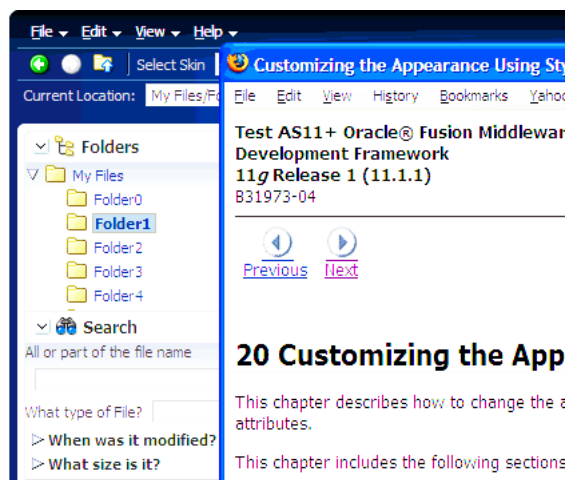 File Edit View Help
Select Skin
Current Location: My Files/Fo
Folders
My Files
Folder0
Folder1
Folder2
Folder3
Folder4
Search
All or part of the file name
What type of File?
When was it modified?
What size is it?
Customizing the Appearance Using Sty
File Edit View History Bookmarks Yahoo
Test AS11+ Oracle® Fusion Middlewar
Development Framework
11g Release 1 (11.1.1)
B31973-04
Previous Next
20 Customizing the App
This chapter describes how to change the a
attributes.
This chapter includes the following sections